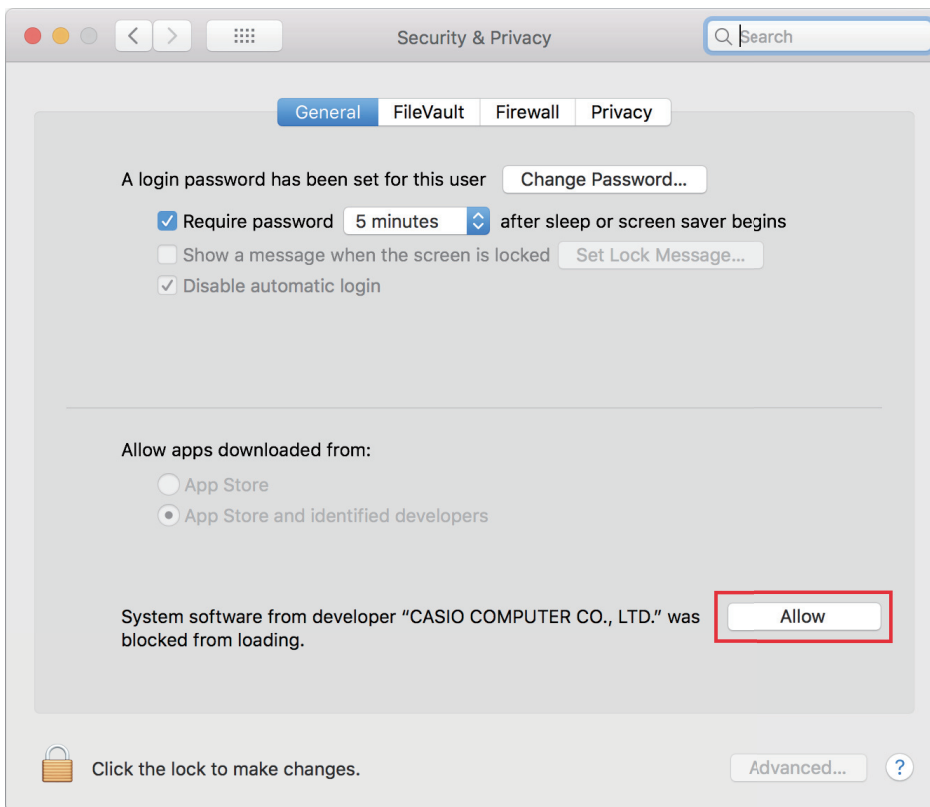 Security & Privacy
Search
General FileVault Firewall Privacy
A login password has been set for this user Change Password...
Require password 5 minutes after sleep or screen saver begins
Show a message when the screen is locked Set Lock Message...
Disable automatic login
Allow apps downloaded from:
App Store
App Store and identified developers
System software from developer “CASIO COMPUTER CO., LTD.” was Allow
blocked from loading.
Click the lock to make changes. Advanced... ?